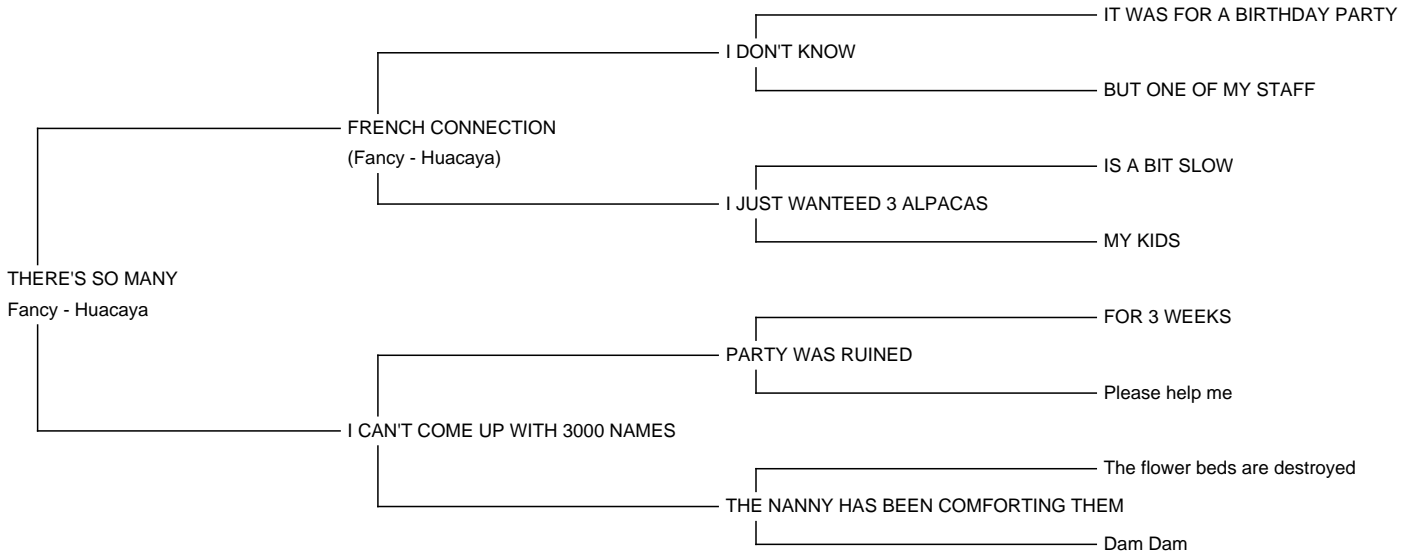 IT WAS FOR A BIRTHDAY PARTY
I DON'T KNOW
BUT ONE OF MY STAFF
FRENCH CONNECTION
(Fancy - Huacaya)
IS A BIT SLOW
I JUST WANTEED 3 ALPACAS
MY KIDS
THERE'S SO MANY
Fancy - Huacaya
FOR 3 WEEKS
PARTY WAS RUINED
Please help me
I CAN'T COME UP WITH 3000 NAMES
The flower beds are destroyed
THE NANNY HAS BEEN COMFORTING THEM
Dam Dam